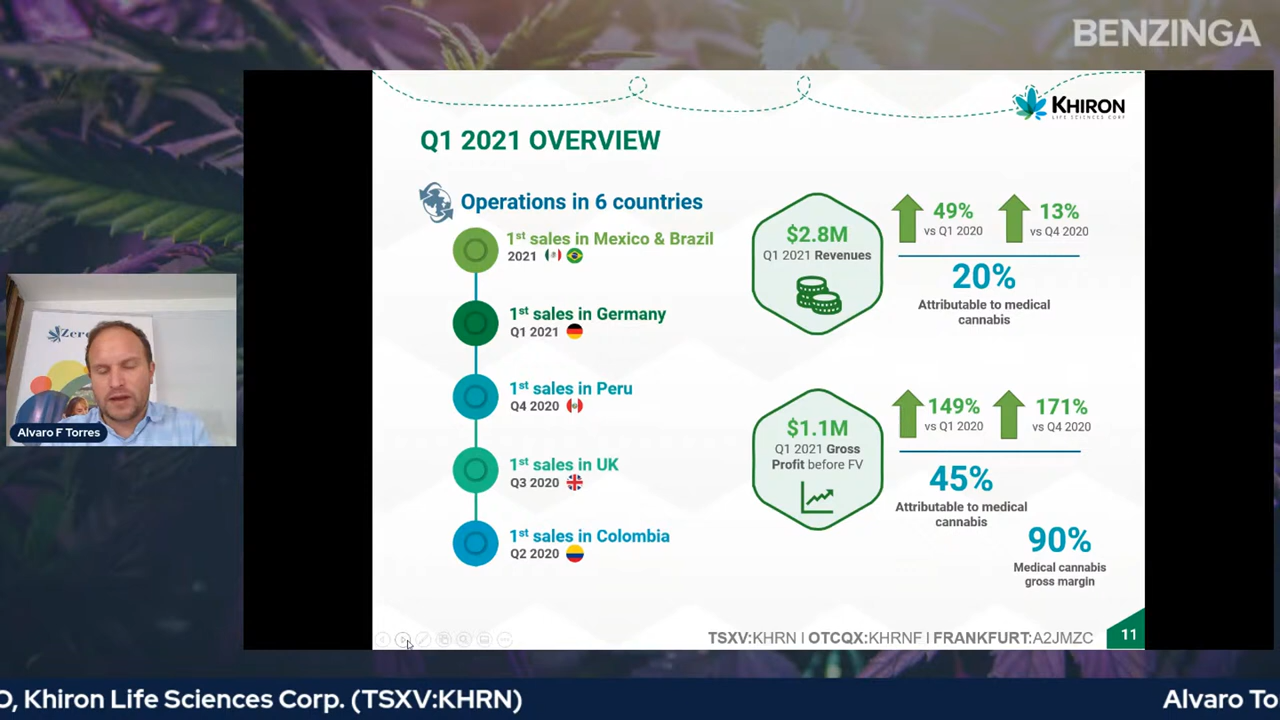 BENZINGA
KHIRON
LIFE SCIENCES CORP
Q1 2021 OVERVIEW
Operations in 6 countries
1st sales in Mexico & Brazil
2021
1st sales in Germany
Q1 2021
1st sales in Peru
Q4 2020
1st sales in UK
Q3 2020
1st sales in Colombia
Q2 2020
$2.8M
Q1 2021 Revenues
49%
vs Q1 2020
13%
vs Q4 2020
20%
Attributable to medical
cannabis
$1.1M
Q1 2021 Gross
Profit before FV
149%
vs Q1 2020
171%
vs Q4 2020
45%
Attributable to medical
cannabis
90%
Medical cannabis
gross margin
TSXV:KHRN I OTCQX:KHRNF I FRANKFURT:A2JMZC
11
Zer
Alvaro F Torres
O, Khiron Life Sciences Corp. (TSXV:KHRN)
Alvaro To